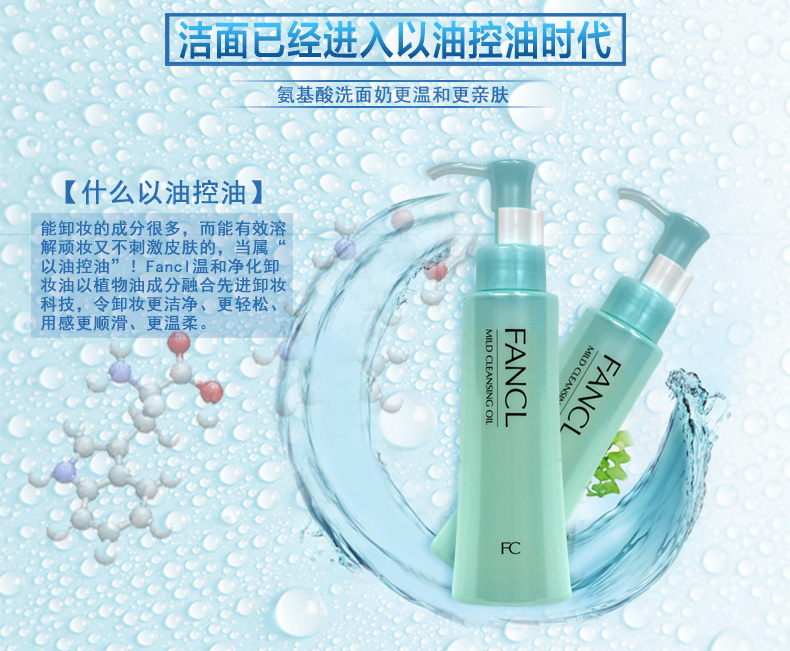 洁面已经进入以油控油时代
氨基酸洗面奶更温和更亲肤
【什么以油控油】
能卸妆的成分很多，而能有效溶
解顽妆又不刺激皮肤的，当属“
以油控油”！Fancl温和净化卸
妆油以植物油成分融合先进卸妆
科技，令卸妆更洁净、更轻松、
用感更顺滑、更温柔。
FANCL
MILD CLEANSING OIL
FC
FANCL
MILD CLEANSIN